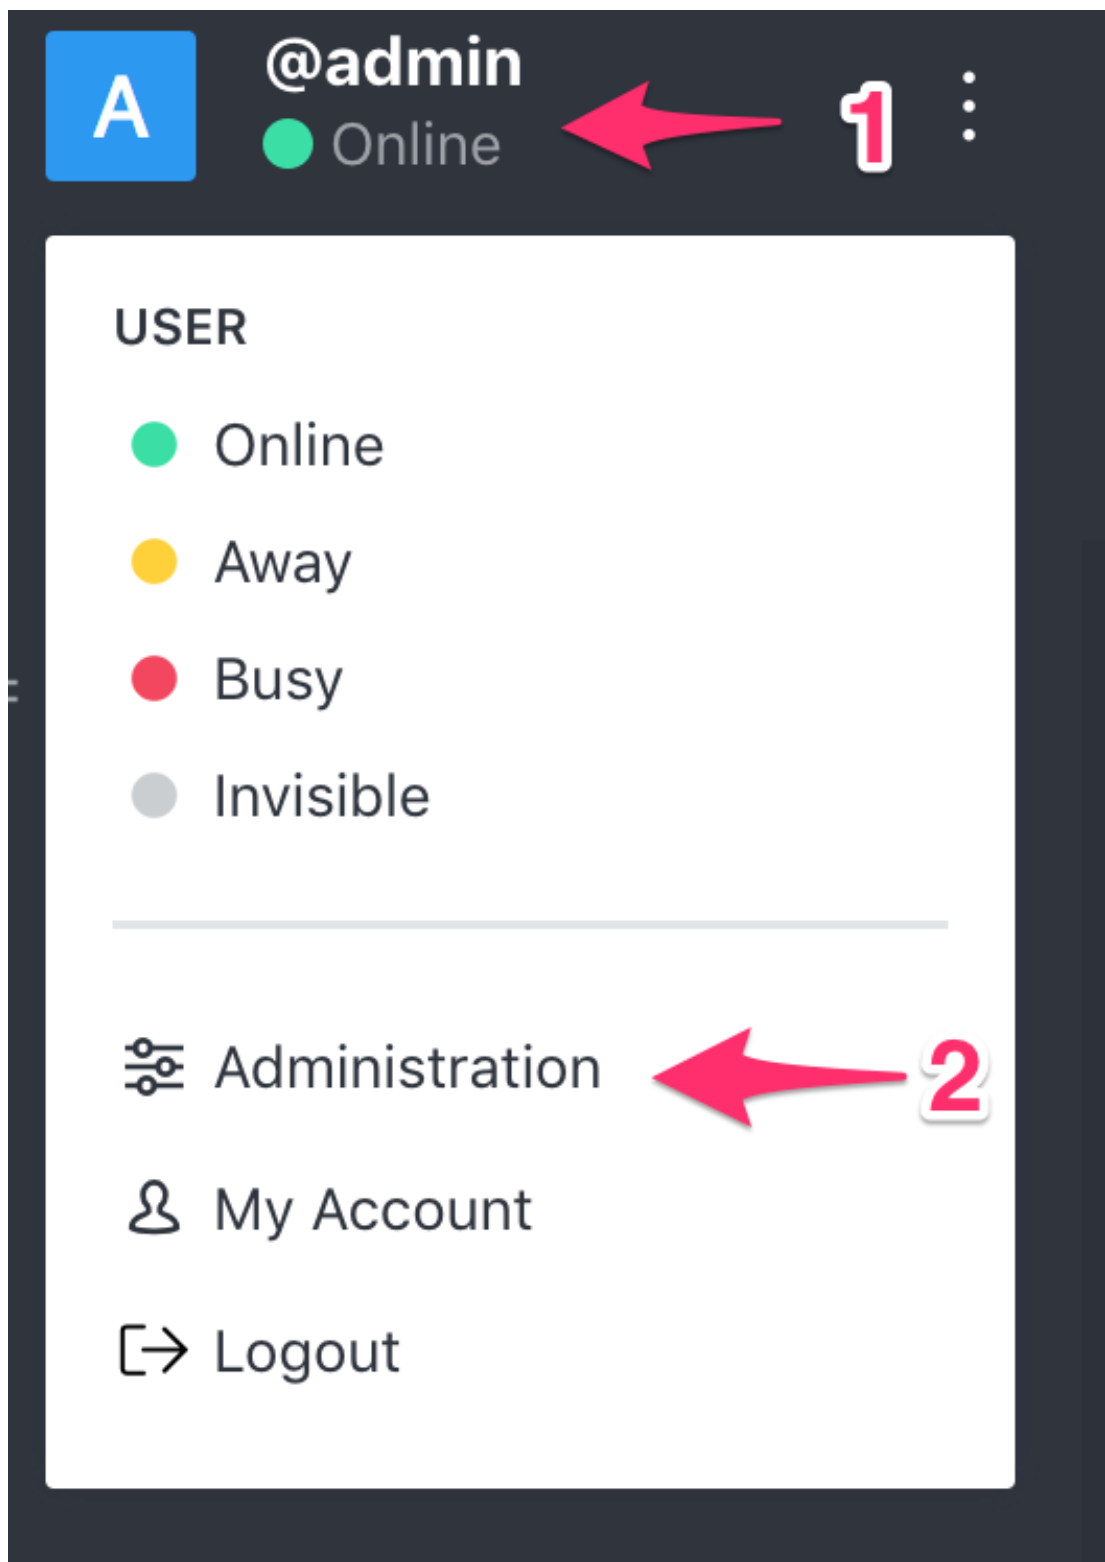 A
@admin
Online
1
USER
Online
Away
Busy
Invisible
Administration
2
My Account
Logout